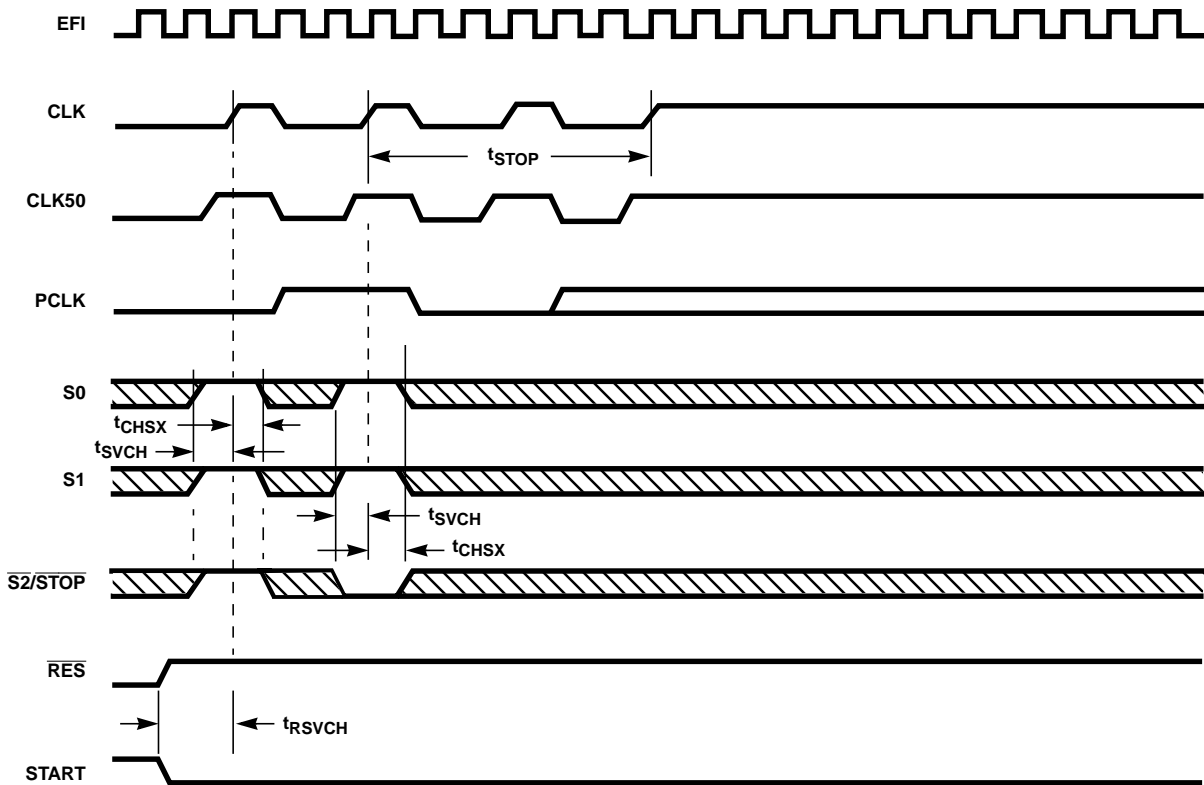 EFI
CLK
tSTOP
CLK50
PCLK
S0
tCHSX
tSVCH
S1
tSVCH
tCHSX
S2/STOP
RES
tRSVCH
START